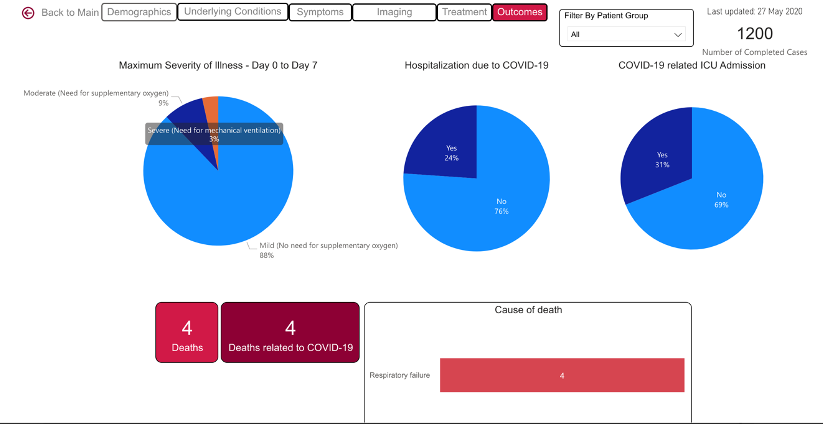 Back to Main
Demographics
Underlying Conditions
Symptoms
Imaging
Treatment
Outcomes
Filter By Patient Group
All
Last updated: 27 May 2020
1200
Number of Completed Cases
Maximum Severity of Illness - Day 0 to Day 7
Moderate (Need for supplementary oxygen)
9%
Severe (Need for mechanical ventilation)
3%
Mild (No need for supplementary oxygen)
88%
Hospitalization due to COVID-19
Yes
24%
No
76%
COVID-19 related ICU Admission
Yes
31%
No
69%
4
Deaths
4
Deaths related to COVID-19
Cause of death
Respiratory failure
4